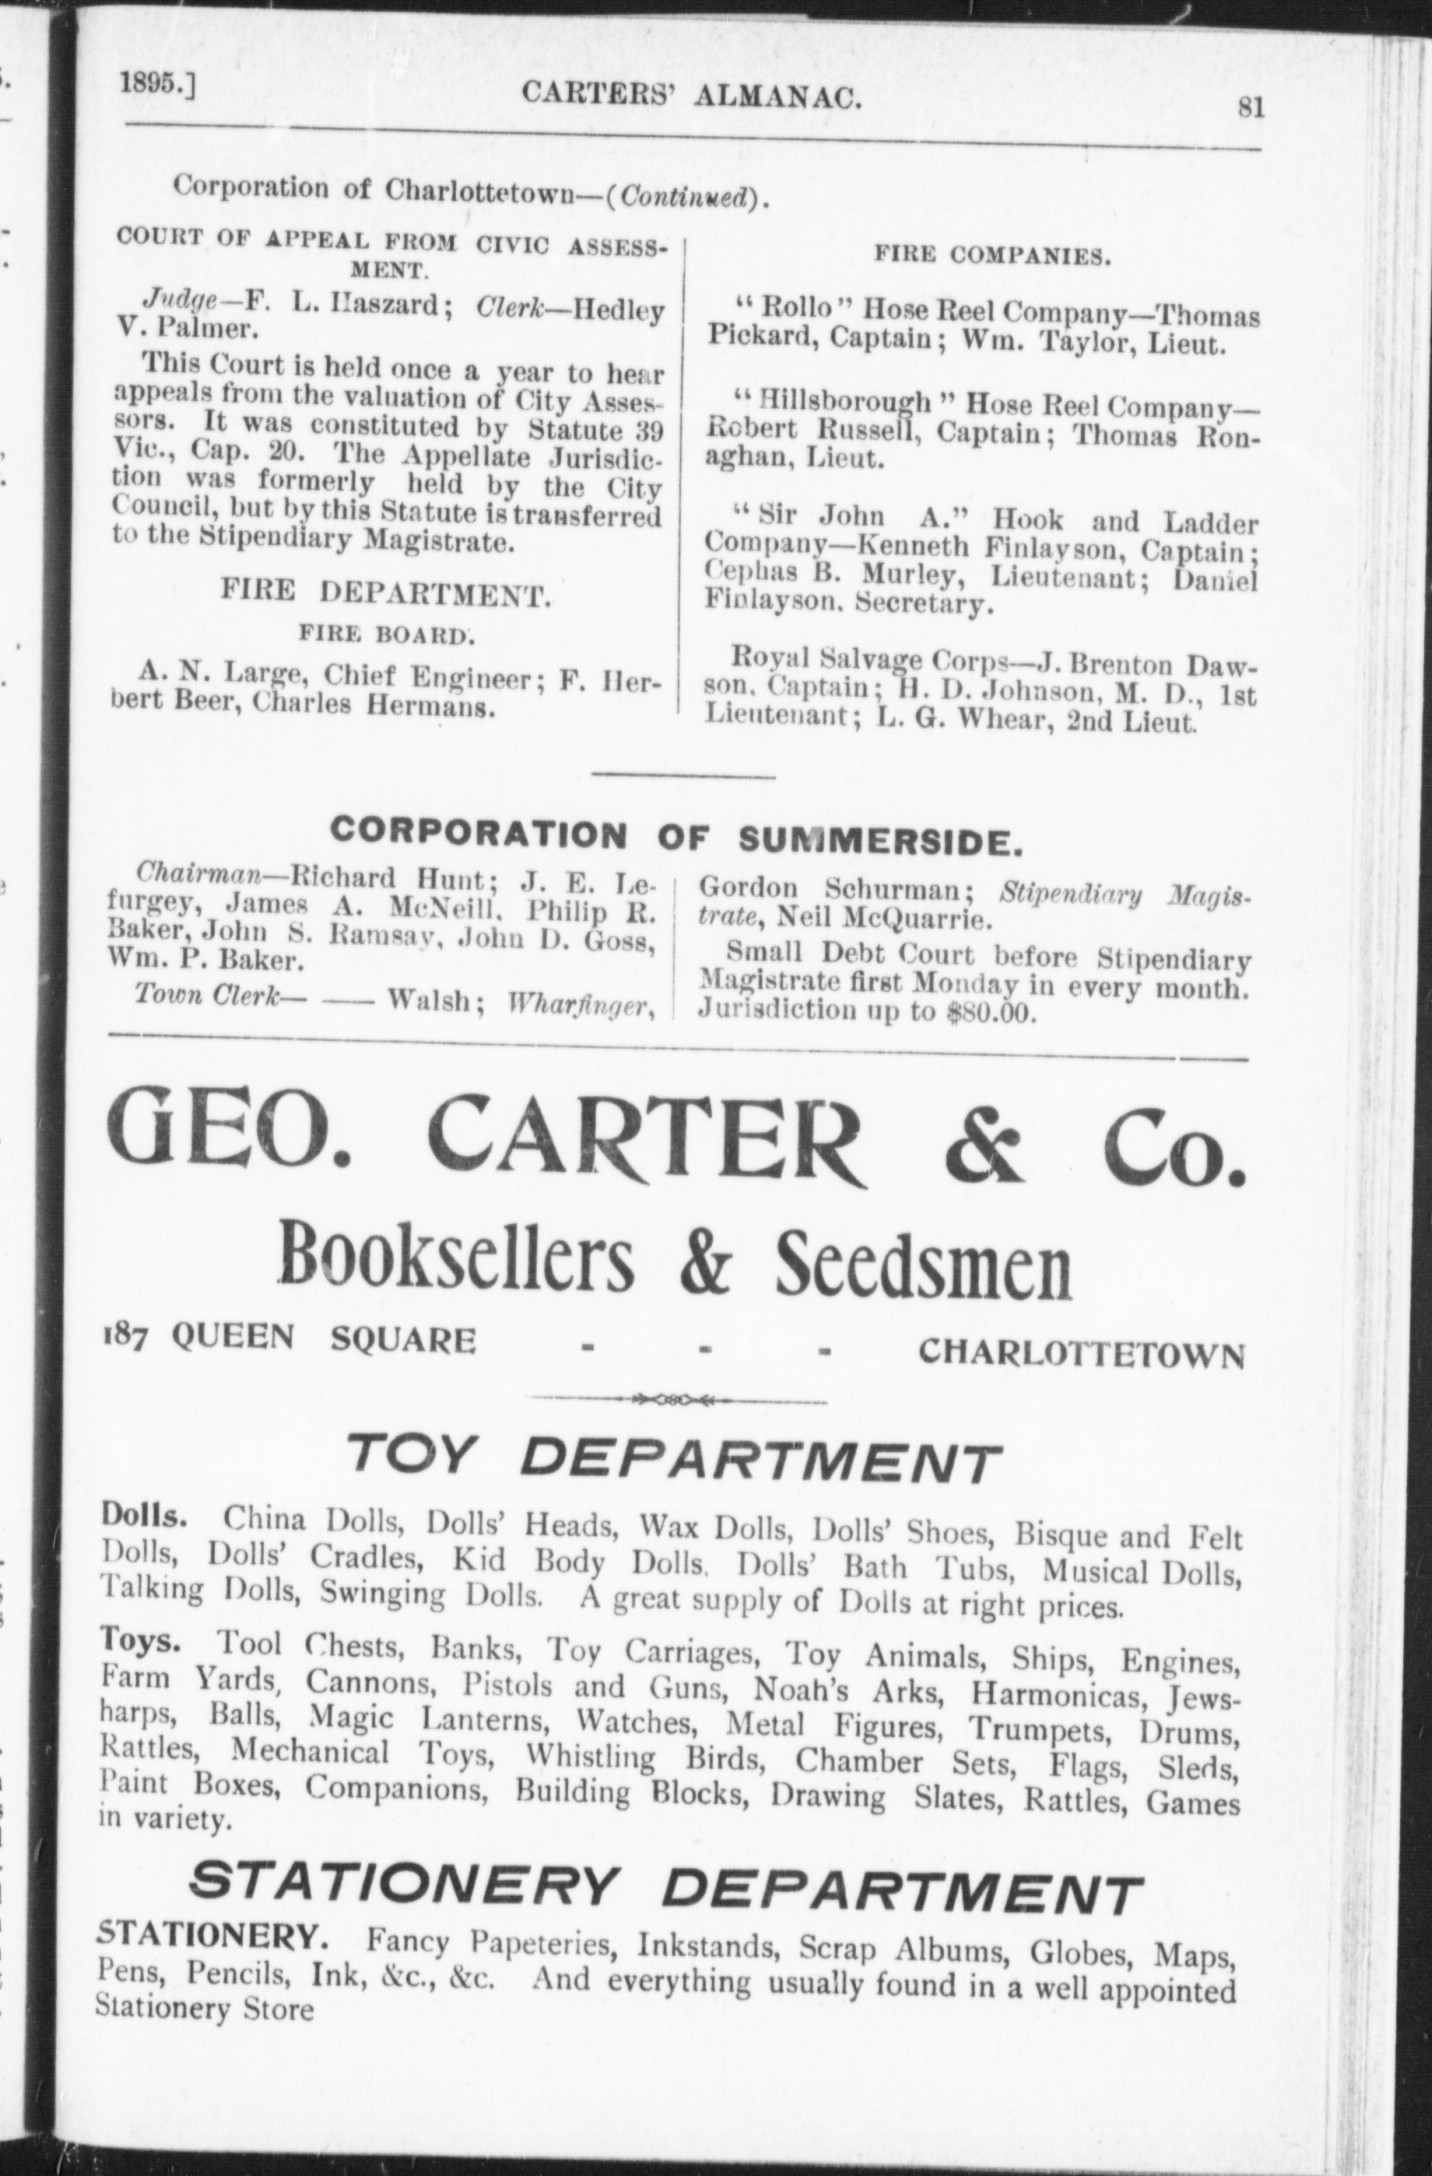 1895.] CARTERS' ALMANAC. 81
Corporation of Charlottetown—(Continued).
COURT OF APPEAL FROM CIVIC ASSESS-
MENT.
Judge—F. L. Haszard; Clerk—Hedley
V. Palmer.
This Court is held once a year to hear
appeals from the valuation of City Asses-
sors. It was constituted by Statute 39
Vic., Cap. 20. The Appellate Jurisdic-
tion was formerly held by the City
Council, but by this Statute is transferred
to the Stipendiary Magistrate.
FIRE DEPARTMENT.
FIRE BOARD.
A. N. Large, Chief Engineer; F. Her-
bert Beer, Charles Hermans.
FIRE COMPANIES.
"Rollo" Hose Reel Company—Thomas
Pickard, Captain; Wm. Taylor, Lieut.
"Hillsborough" Hose Reel Company—
Robert Russell, Captain; Thomas Ron-
aghan, Lieut.
"Sir John A." Hook and Ladder
Company—Kenneth Finlayson, Captain;
Cephas B. Murley, Lieutenant; Daniel
Finlayson, Secretary.
Royal Salvage Corps—J. Brenton Daw-
son, Captain; H. D. Johnson, M. D., 1st
Lieutenant; L. G. Whear, 2nd Lieut.
CORPORATION OF SUMMERSIDE.
Chairman—Richard Hunt; J. E. Le-
furgey, James A. McNeill, Philip R.
Baker, John S. Ramsay, John D. Goss,
Wm. P. Baker.
Town Clerk— —— Walsh; Wharfinger,
Gordon Schurman; Stipendiary Magis-
trate, Neil McQuarrie.
Small Debt Court before Stipendiary
Magistrate first Monday in every month.
Jurisdiction up to $80.00.
GEO. CARTER & Co.
Booksellers & Seedsmen
187 QUEEN SQUARE - - - CHARLOTTETOWN
TOY DEPARTMENT
Dolls. China Dolls, Dolls' Heads, Wax Dolls, Dolls' Shoes, Bisque and Felt
Dolls, Dolls' Cradles, Kid Body Dolls, Dolls' Bath Tubs, Musical Dolls,
Talking Dolls, Swinging Dolls. A great supply of Dolls at right prices.
Toys. Tool Chests, Banks, Toy Carriages, Toy Animals, Ships, Engines,
Farm Yards, Cannons, Pistols and Guns, Noah's Arks, Harmonicas, Jews-
harps, Balls, Magic Lanterns, Watches, Metal Figures, Trumpets, Drums,
Rattles, Mechanical Toys, Whistling Birds, Chamber Sets, Flags, Sleds,
Paint Boxes, Companions, Building Blocks, Drawing Slates, Rattles, Games
in variety.
STATIONERY DEPARTMENT
STATIONERY. Fancy Papeteries, Inkstands, Scrap Albums, Globes, Maps,
Pens, Pencils, Ink, &c., &c. And everything usually found in a well appointed
Stationery Store